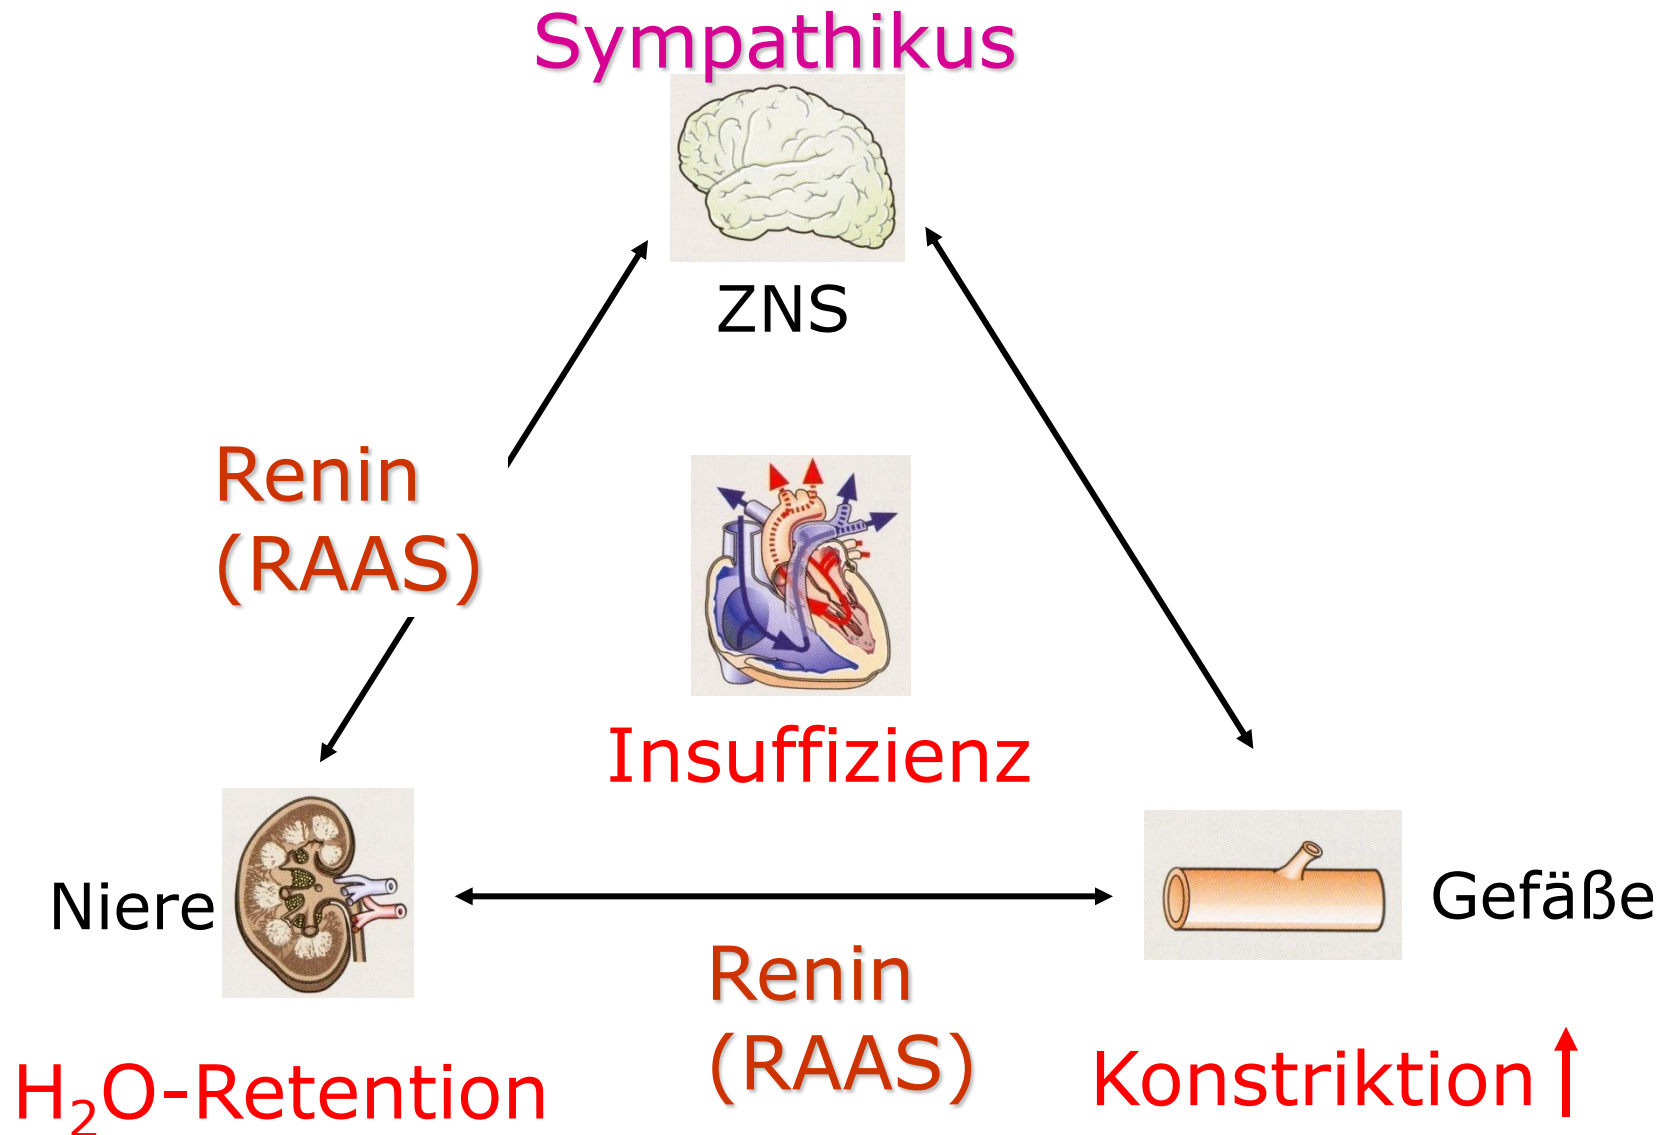 Sympathikus
ZNS
Renin
(RAAS)
Insuffizienz
Niere
Gefäße
Renin
(RAAS)
H₂O-Retention
Konstriktion